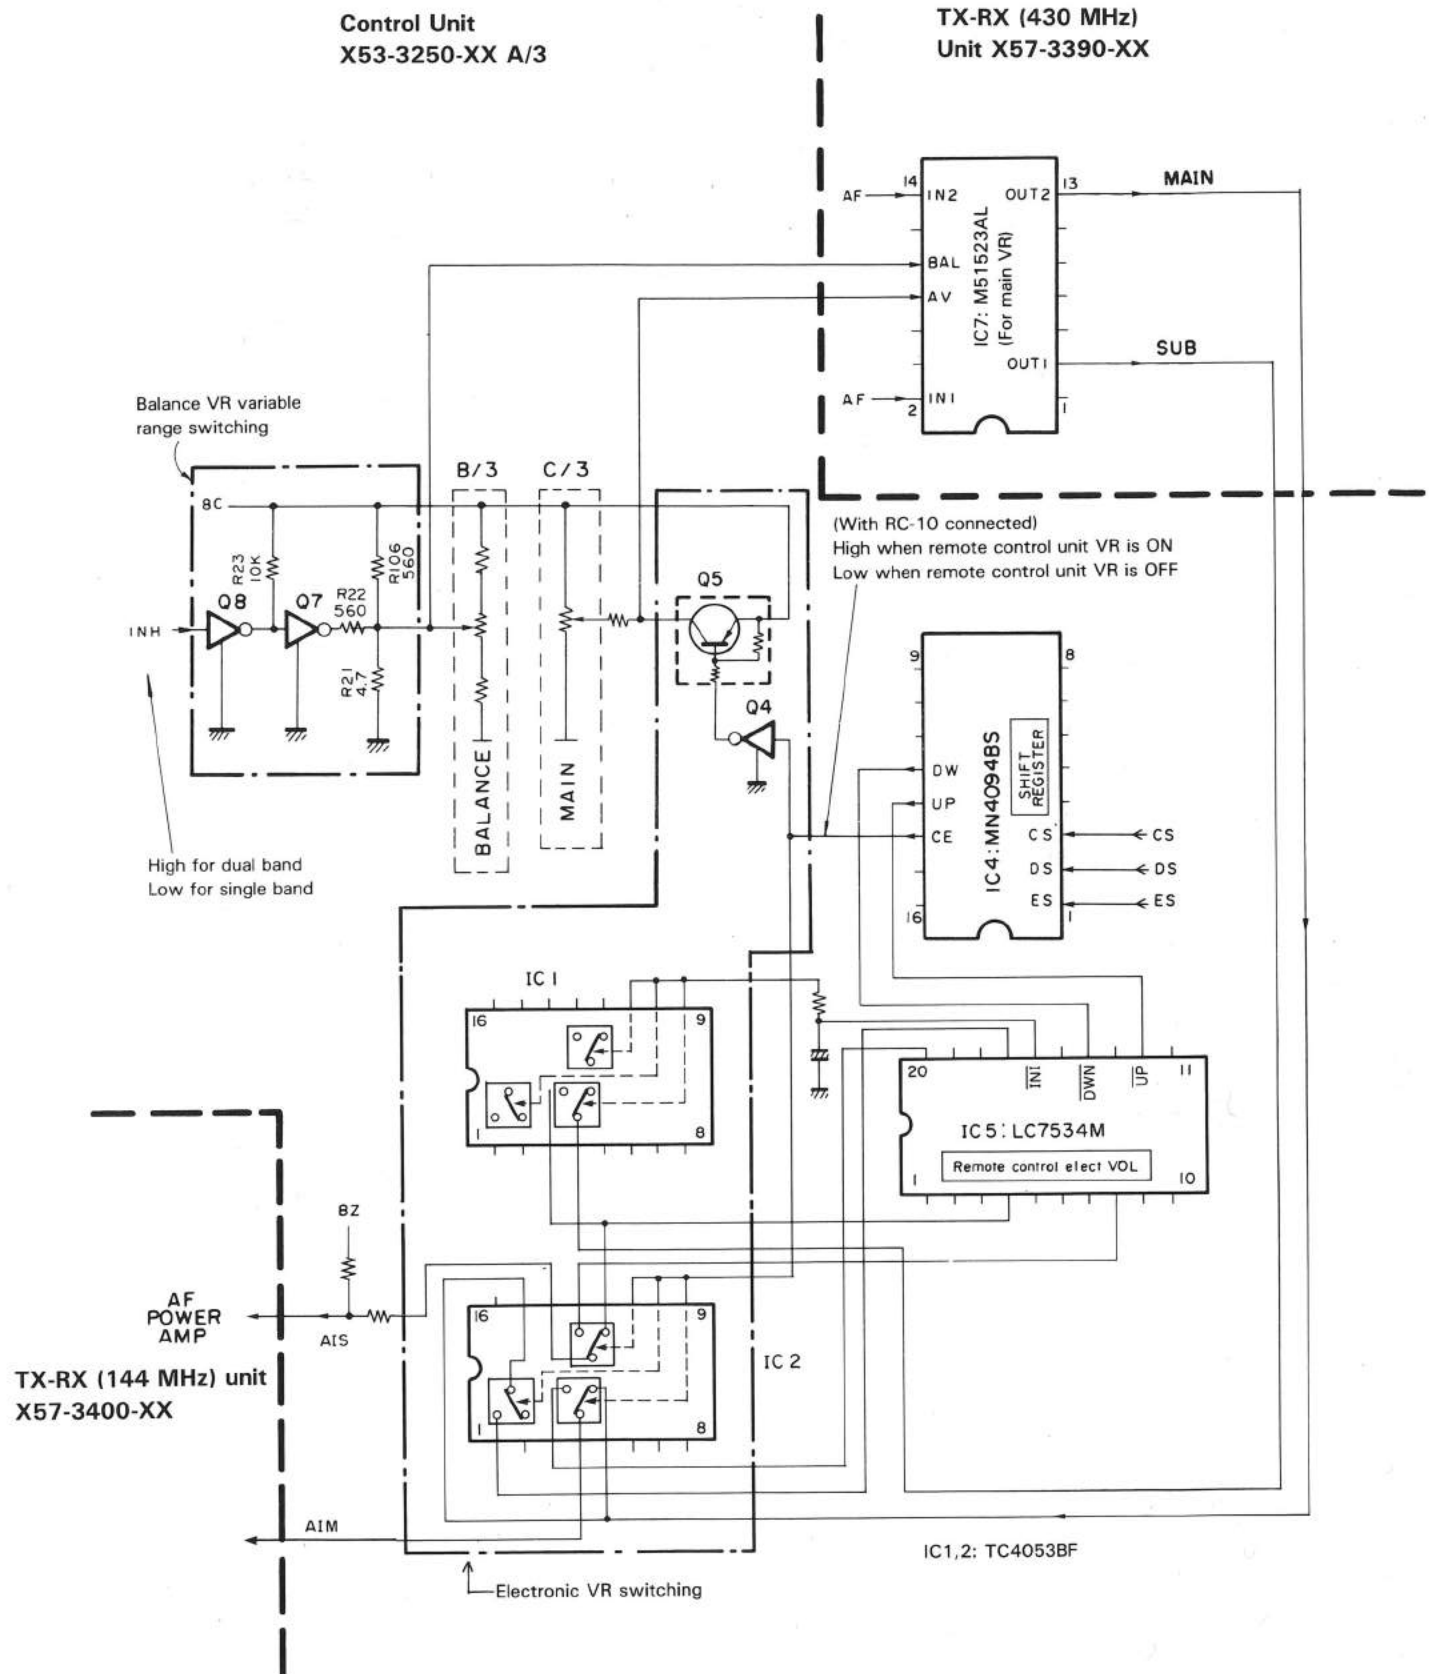 Control Unit
X53-3250-XX A/3
TX-RX (430 MHz)
Unit X57-3390-XX
14
13
MAIN
AF
IN2
OUT2
BAL
AV
IC7: M51523AL
(For main VR)
SUB
OUT1
AF
IN1
2
1
Balance VR variable
range switching
B/3
C/3
8C
(With RC-10 connected)
High when remote control unit VR is ON
Low when remote control unit VR is OFF
R23
10K
R106
560
Q5
Q8
Q7
R22
560
INH
R21
4.7
9
8
Q4
BALANCE
MAIN
DW
UP
CE
IC4:MN4094BS
SHIFT
REGISTER
CS
CS
DS
DS
ES
ES
16
1
High for dual band
Low for single band
IC1
16
9
1
8
20
INI
DWN
UP
11
IC5:LC7534M
Remote control elect VOL
1
10
8Z
AF
POWER
AMP
AIS
16
9
IC2
TX-RX (144 MHz) unit
X57-3400-XX
1
8
AIM
IC1,2: TC4053BF
Electronic VR switching